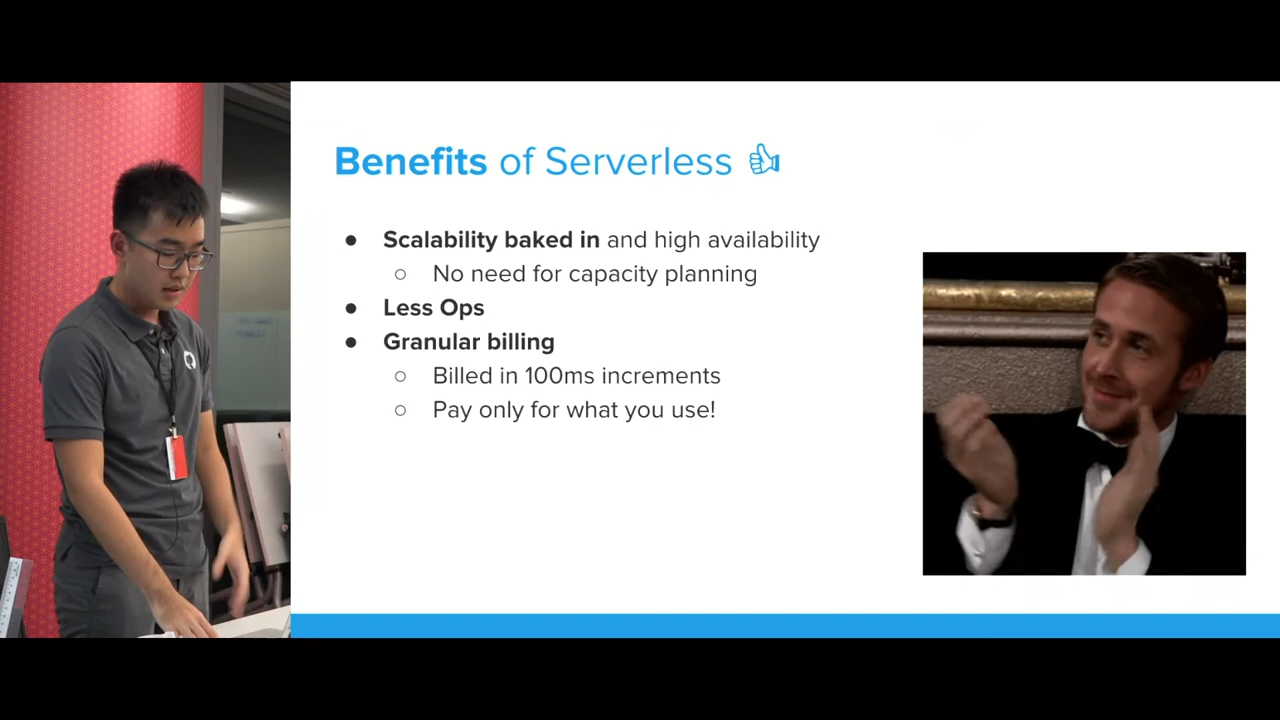 Benefits of Serverless 👍
● Scalability baked in and high availability
○ No need for capacity planning
● Less Ops
● Granular billing
○ Billed in 100ms increments
○ Pay only for what you use!